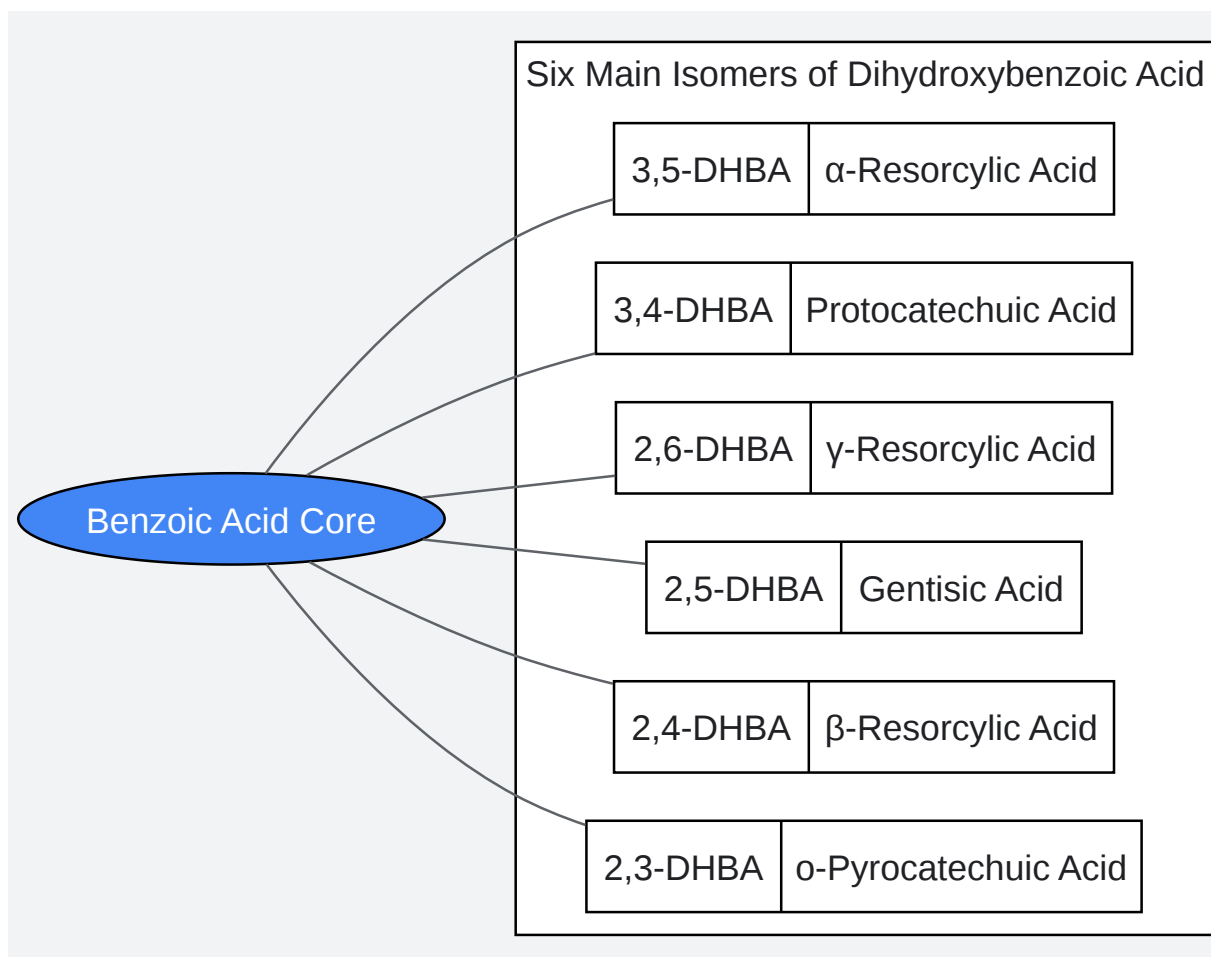 Six Main Isomers of Dihydroxybenzoic Acid
3,5-DHBA α-Resorcylic Acid
3,4-DHBA Protocatechuic Acid
2,6-DHBA γ-Resorcylic Acid
Benzoic Acid Core
2,5-DHBA Gentisic Acid
2,4-DHBA β-Resorcylic Acid
2,3-DHBA o-Pyrocatechuic Acid